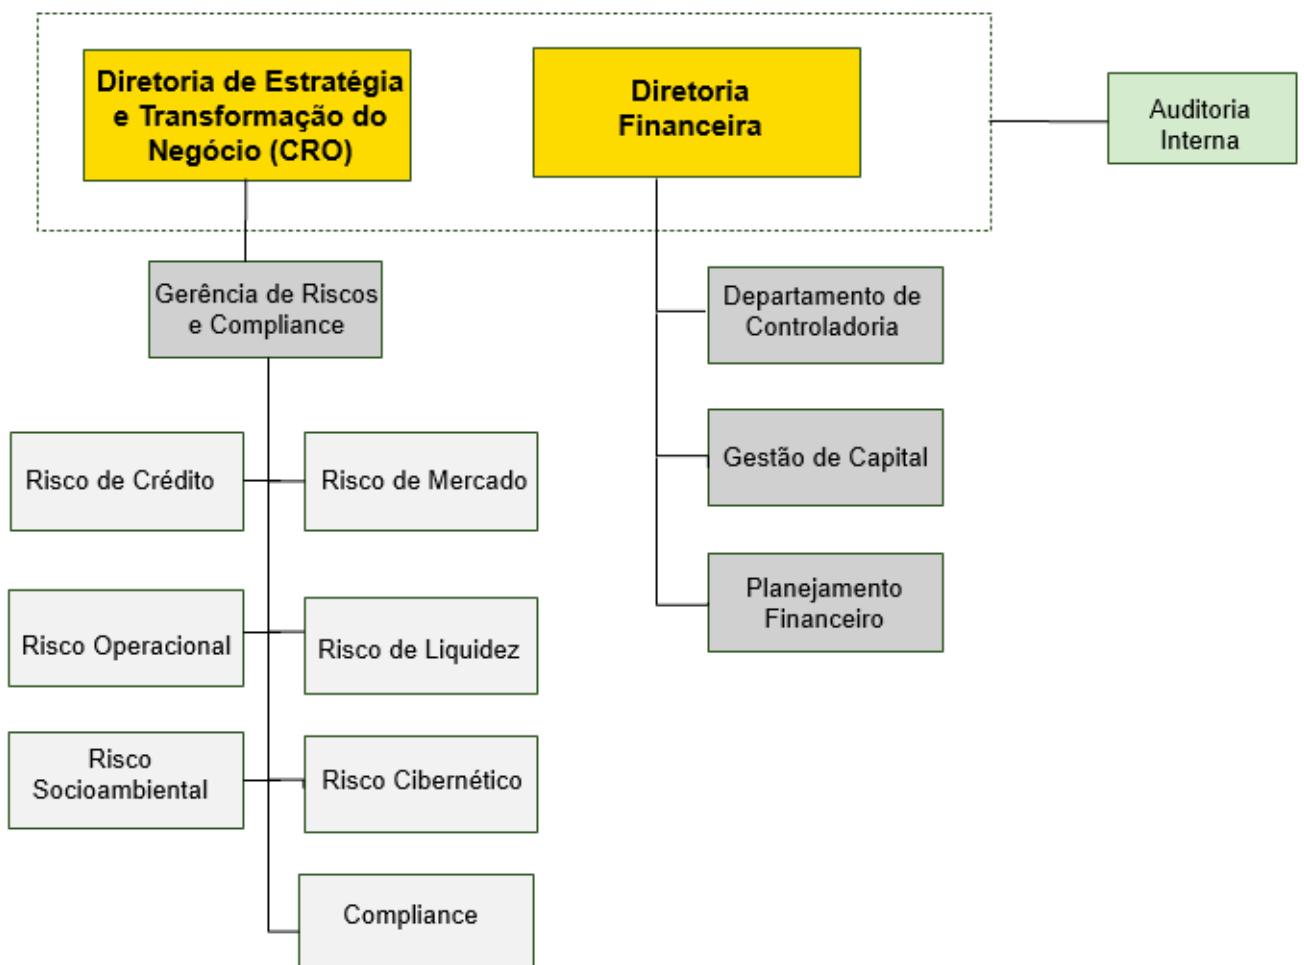 Diretoria de Estratégia
e Transformação do
Negócio (CRO)
Diretoria
Financeira
Auditoria
Interna
Gerência de Riscos
e Compliance
Departamento de
Controladoria
Risco de Crédito
Risco de Mercado
Gestão de Capital
Risco Operacional
Risco de Liquidez
Planejamento
Financeiro
Risco
Socioambiental
Risco Cibernético
Compliance